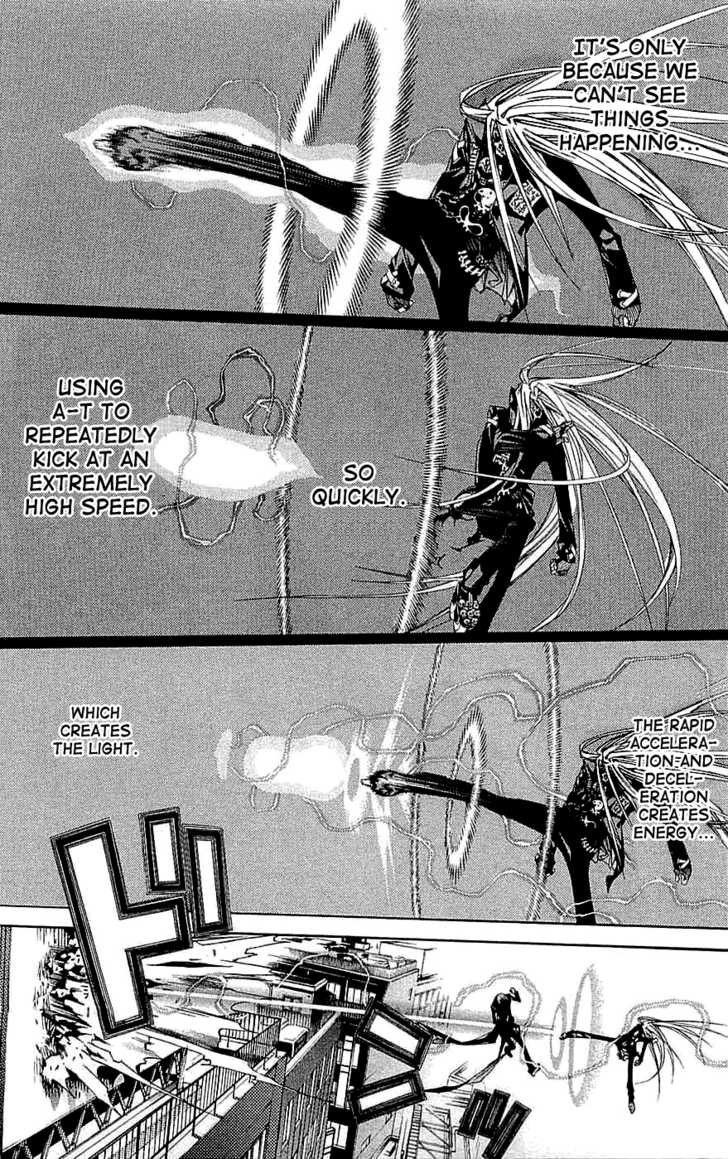 IT'S ONLY
BECAUSE WE
CAN'T SEE
THINGS
HAPPENING...
USING
A-T TO
REPEATEDLY
KICK AT AN
EXTREMELY
HIGH SPEED.
SO
QUICKLY.
THE RAPID
ACCELERA-
TION AND
DECEL-
ERATION
CREATES
ENERGY...
WHICH
CREATES
THE LIGHT.
ド